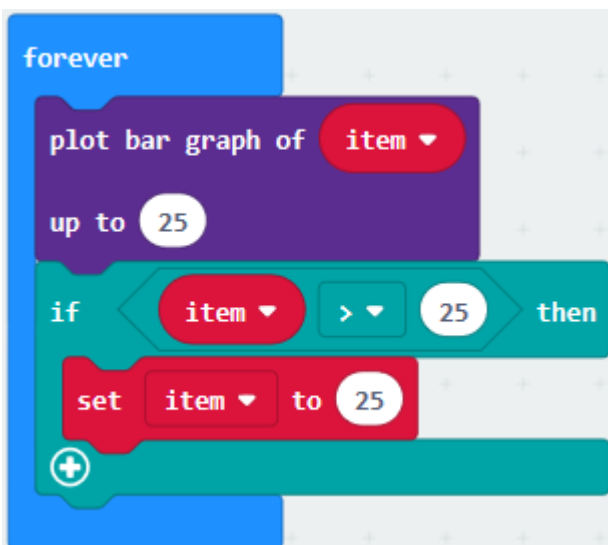 forever
plot bar graph of item
up to 25
if item > 25 then
set item to 25